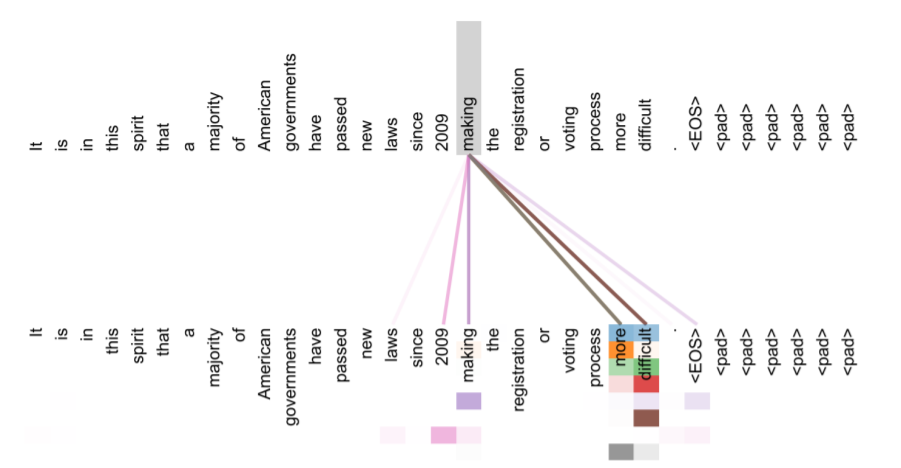 It is in this spirit that a majority of American governments have passed new laws since 2009 making the registration or voting process more difficult . <EOS> <pad> <pad> <pad> <pad> <pad> <pad>
It is in this spirit that a majority of American governments have passed new laws since 2009 making the registration or voting process more difficult . <EOS> <pad> <pad> <pad> <pad> <pad> <pad>